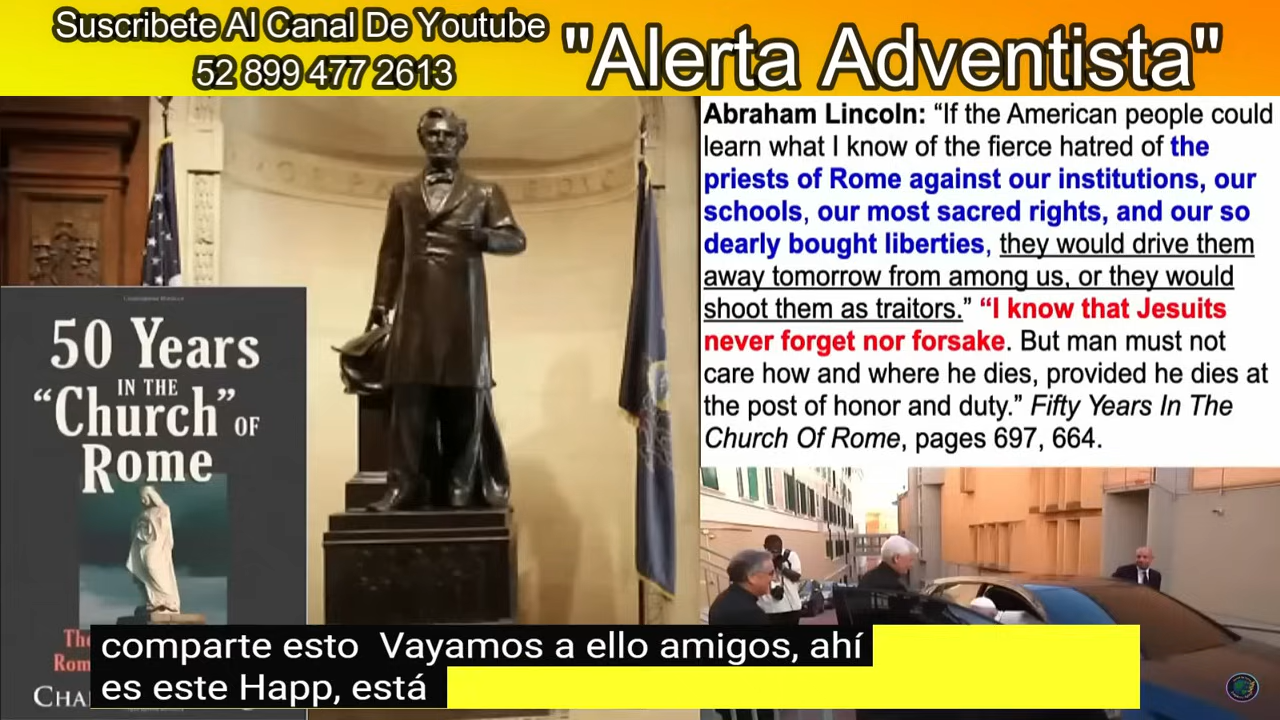 Suscribete Al Canal De Youtube
52 899 477 2613
"Alerta Adventista"
Abraham Lincoln: “If the American people could
learn what I know of the fierce hatred of the
priests of Rome against our institutions, our
schools, our most sacred rights, and our so
dearly bought liberties, they would drive them
away tomorrow from among us, or they would
shoot them as traitors.” “I know that Jesuits
never forget nor forsake. But man must not
care how and where he dies, provided he dies at
the post of honor and duty.” Fifty Years In The
Church Of Rome, pages 697, 664.
50 Years
IN THE
“Church” OF
Rome
The
Rom
CHA
comparte esto Vayamos a ello amigos, ahí
es este Happ, está